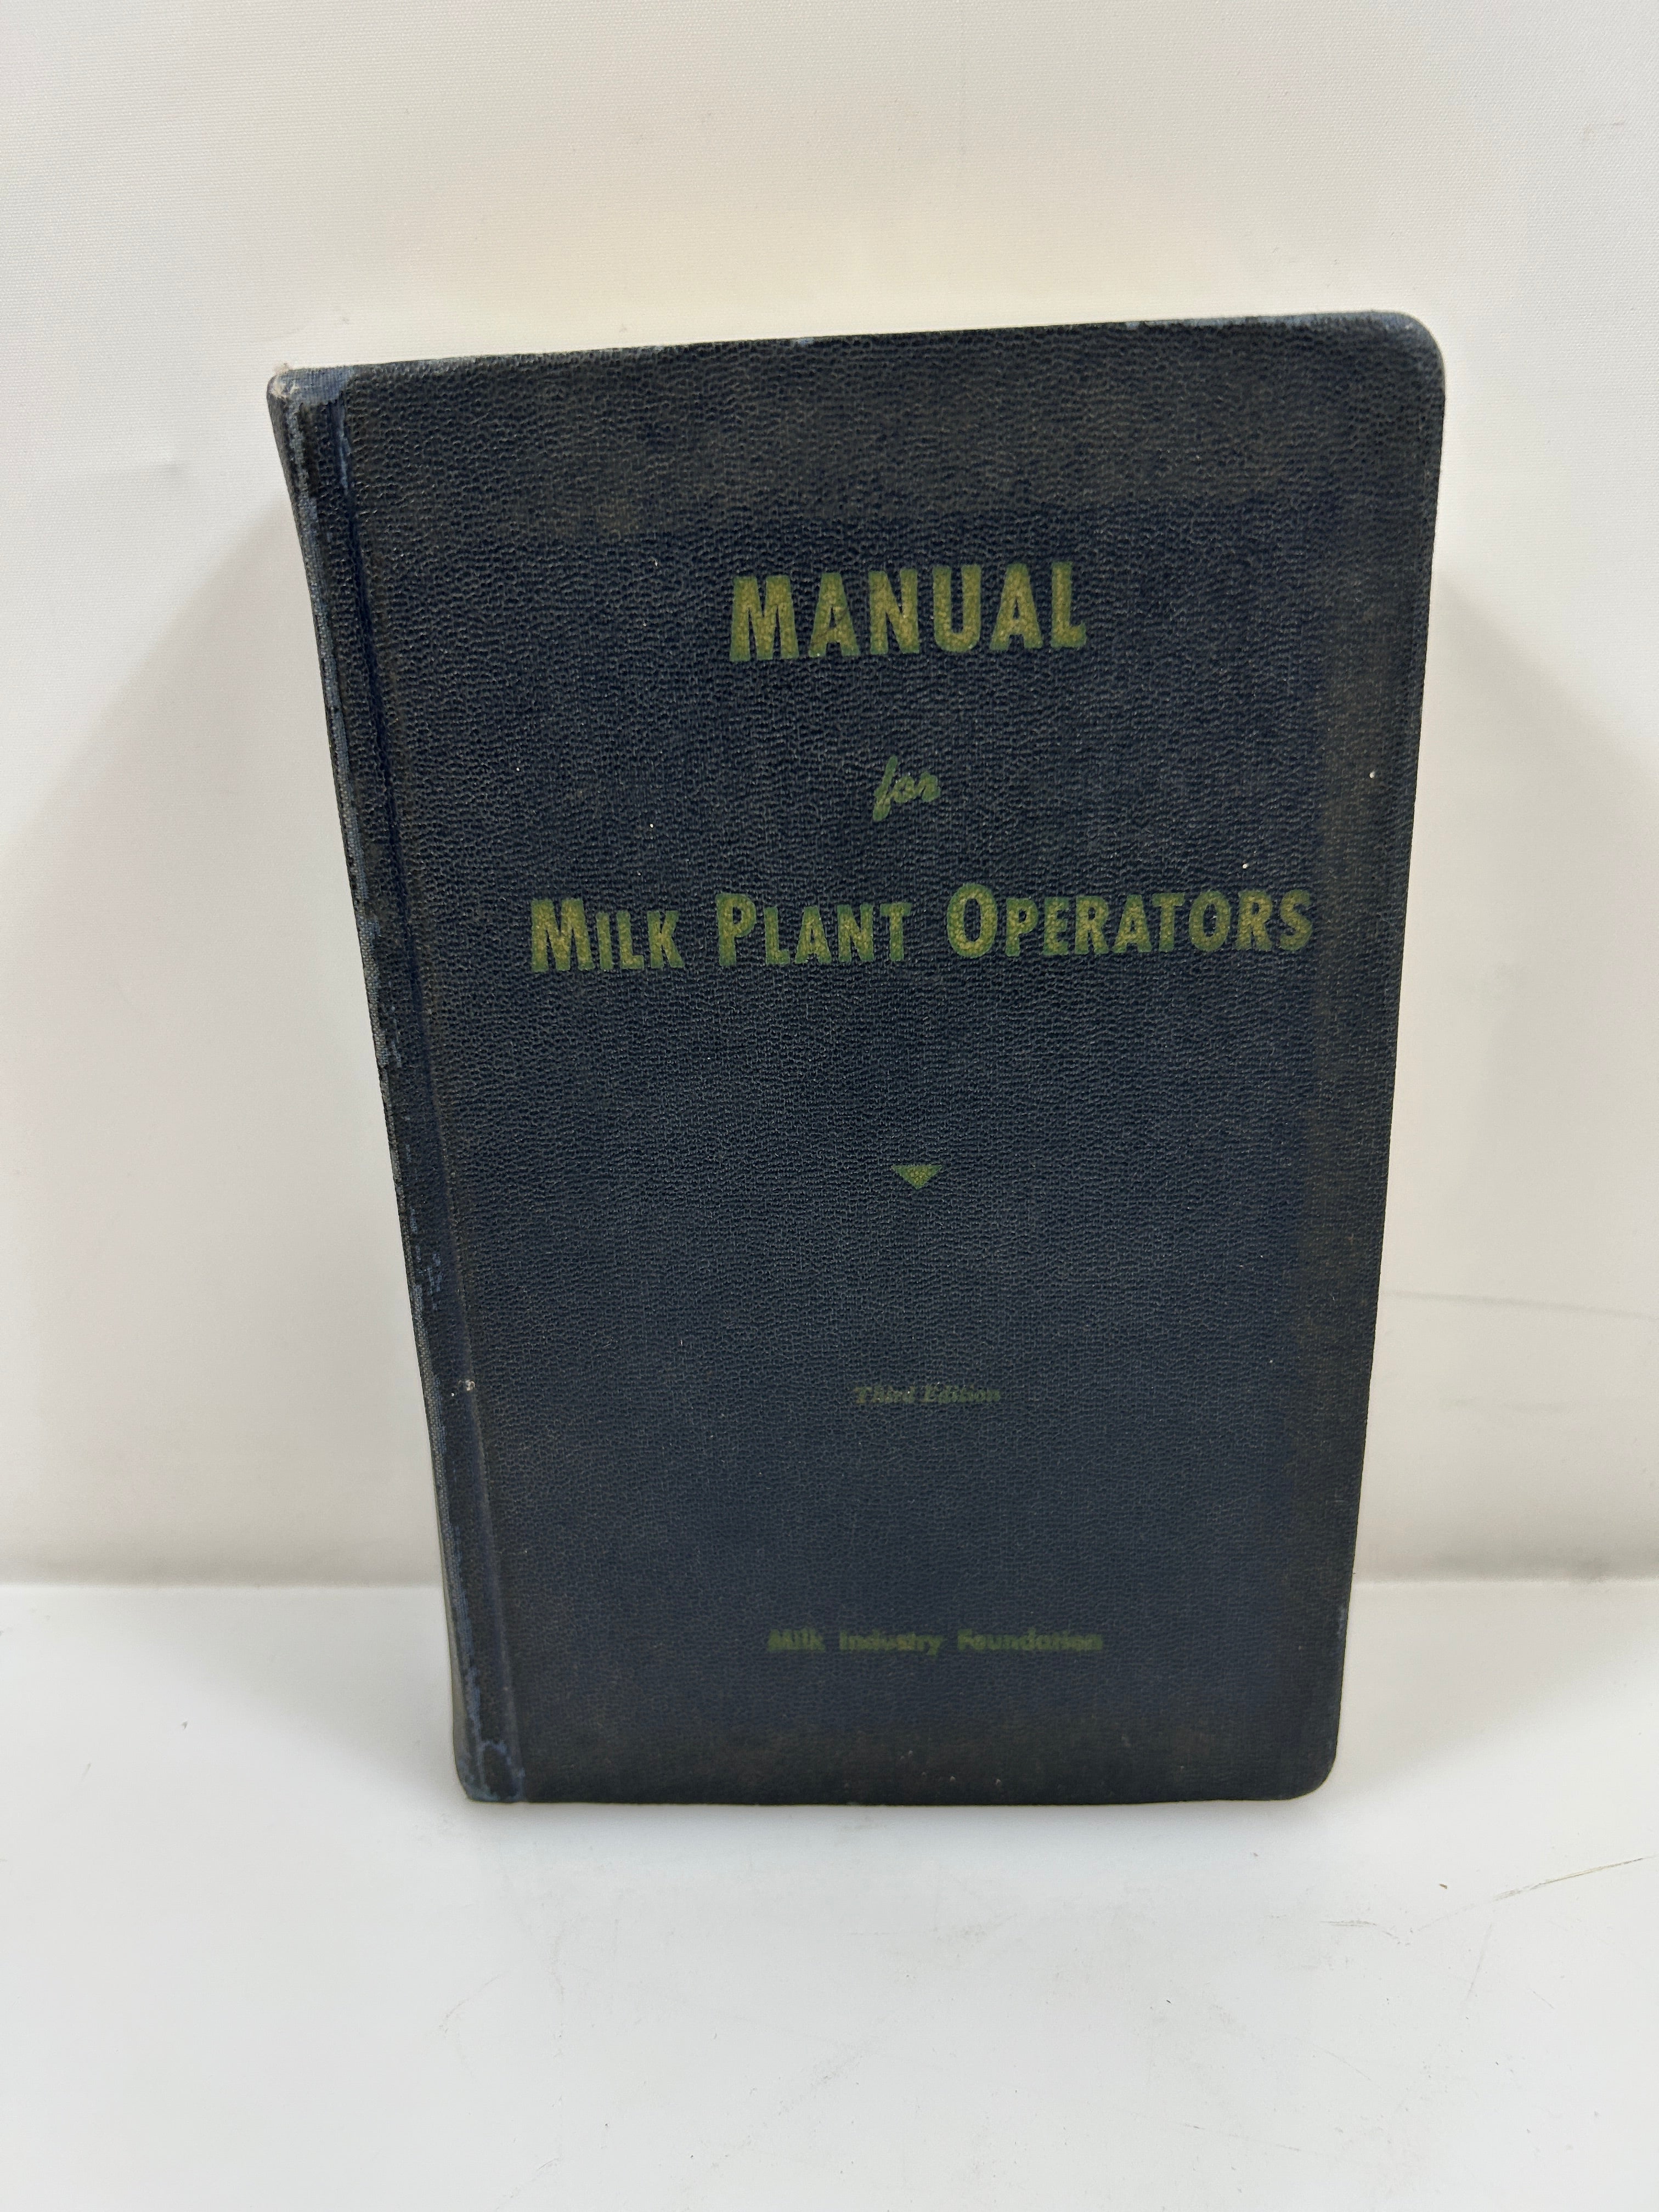 MANUAL
for
MILK PLANT OPERATORS
Third Edition
Milk Industry Foundation